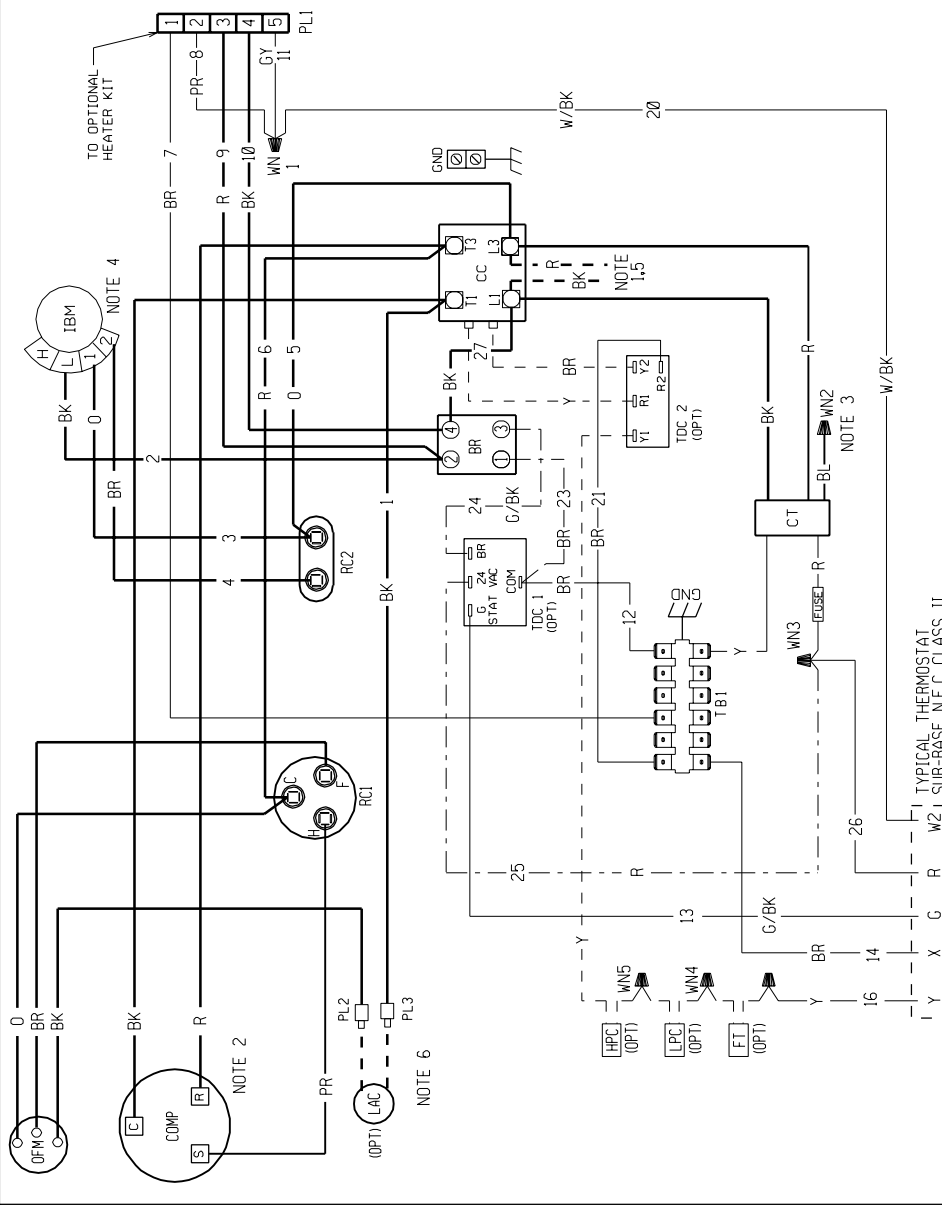 TO OPTIONAL
HEATER KIT
1
2
3
4
5
PL1
BR
7
PR
8
R
9
BK
10
GY
11
WN
1
W/BK
20
GND
IBM
H
L
1
2
NOTE 4
BK
O
BR
2
3
4
R
6
O
5
RC2
CC
T3
T1
L3
L1
R
BK
NOTE
1,5
27
BK
BR
4
2
3
1
BR
Y
Y2
R1
Y1
R2
TDC 2
(OPT)
24
G/BK
23
BR
21
BR
BR
24
VAC
G
STAT
COM
TDC 1
(OPT)
BR
12
BK
1
GND
TB1
Y
BK
R
CT
BL
WN2
NOTE 3
R
FUSE
WN3
W/BK
C
F
H
RC1
25
R
26
13
G/BK
BR
14
Y
HPC
(OPT)
WN5
LPC
(OPT)
WN4
FT
(OPT)
Y
16
O
BR
BK
OFM
BK
R
C
R
S
COMP
NOTE 2
PR
PL2
PL3
LAC
(OPT)
NOTE 6
TYPICAL THERMOSTAT
SUB-BASE N.E.C CLASS II
W2
R
G
X
Y